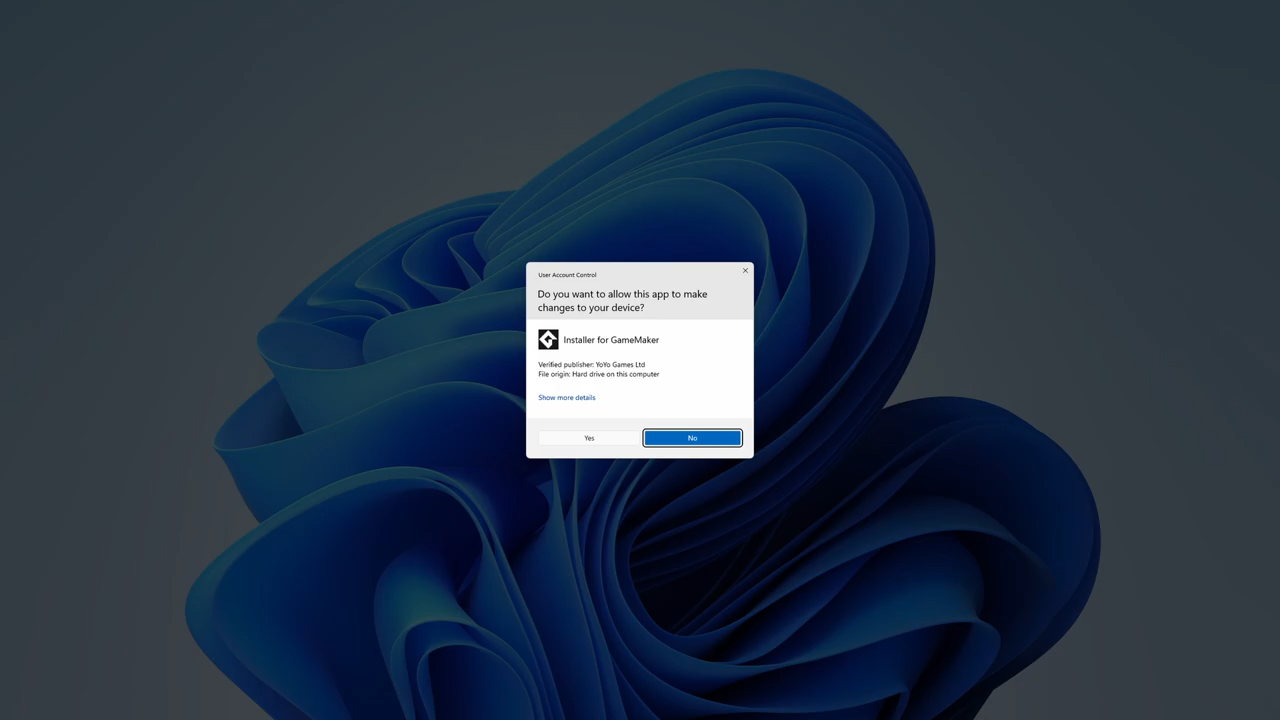 User Account Control
Do you want to allow this app to make
changes to your device?
Installer for GameMaker
Verified publisher: YoYo Games Ltd
File origin: Hard drive on this computer
Show more details
Yes
No